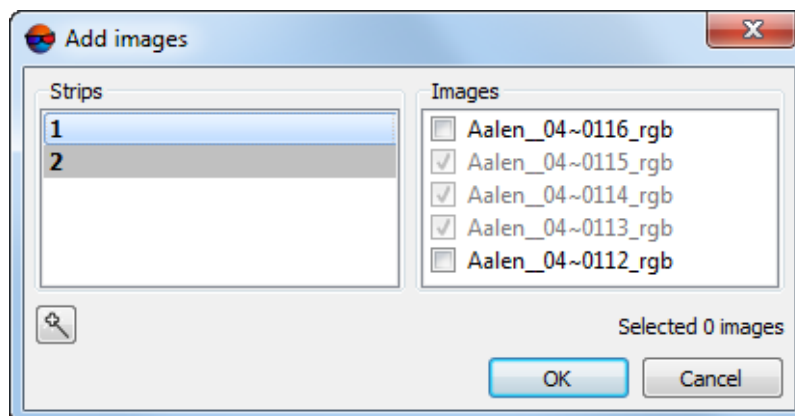 Add images
Strips
1
2
Images
Aalen__04~0116_rgb
Aalen__04~0115_rgb
Aalen__04~0114_rgb
Aalen__04~0113_rgb
Aalen__04~0112_rgb
Selected 0 images
OK
Cancel